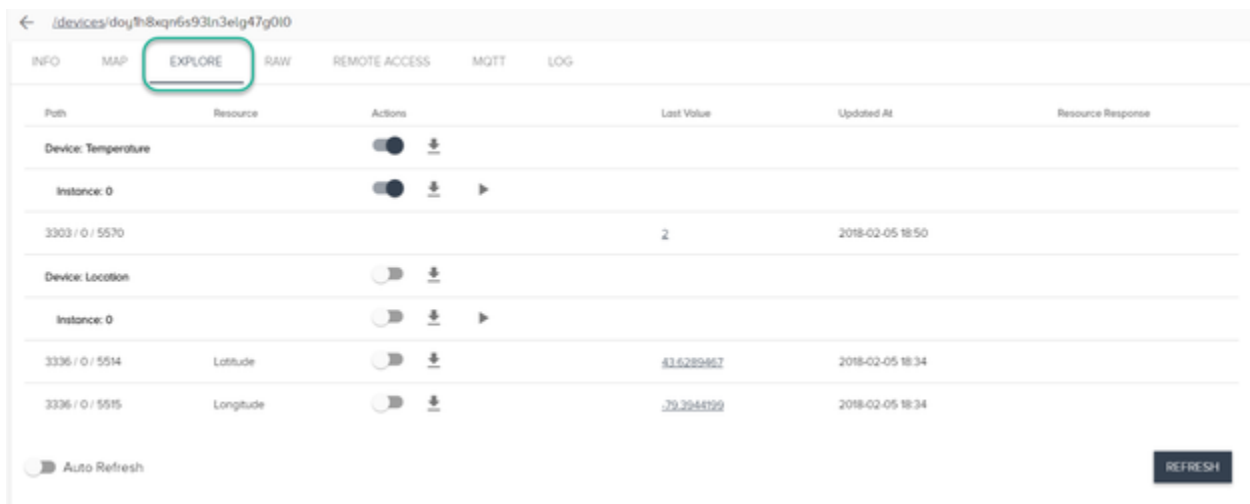 /devices/doy1h8xqn6s93ln3elg47g0l0
INFO MAP EXPLORE RAW REMOTE ACCESS MQTT LOG
Path Resource Actions Last Value Updated At Resource Response
Device: Temperature
Instance: 0
3303 / 0 / 5570 2 2018-02-05 18:50
Device: Location
Instance: 0
3336 / 0 / 5514 Latitude 43.6289467 2018-02-05 18:34
3336 / 0 / 5515 Longitude -79.3944199 2018-02-05 18:34
Auto Refresh REFRESH